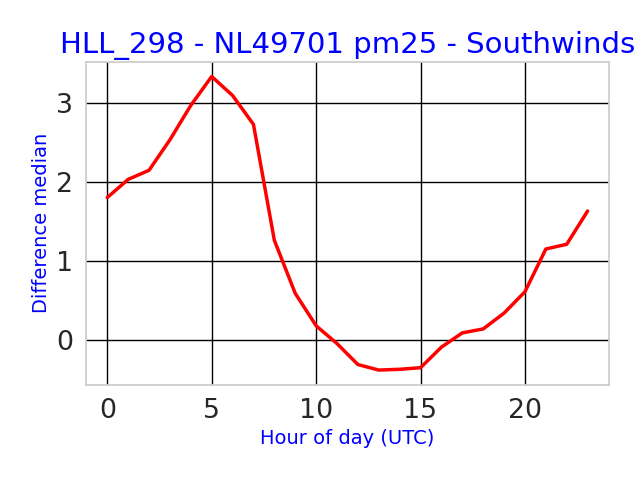 HLL_298 - NL49701 pm25 - Southwinds
Difference median
3
2
1
0
0 5 10 15 20
Hour of day (UTC)